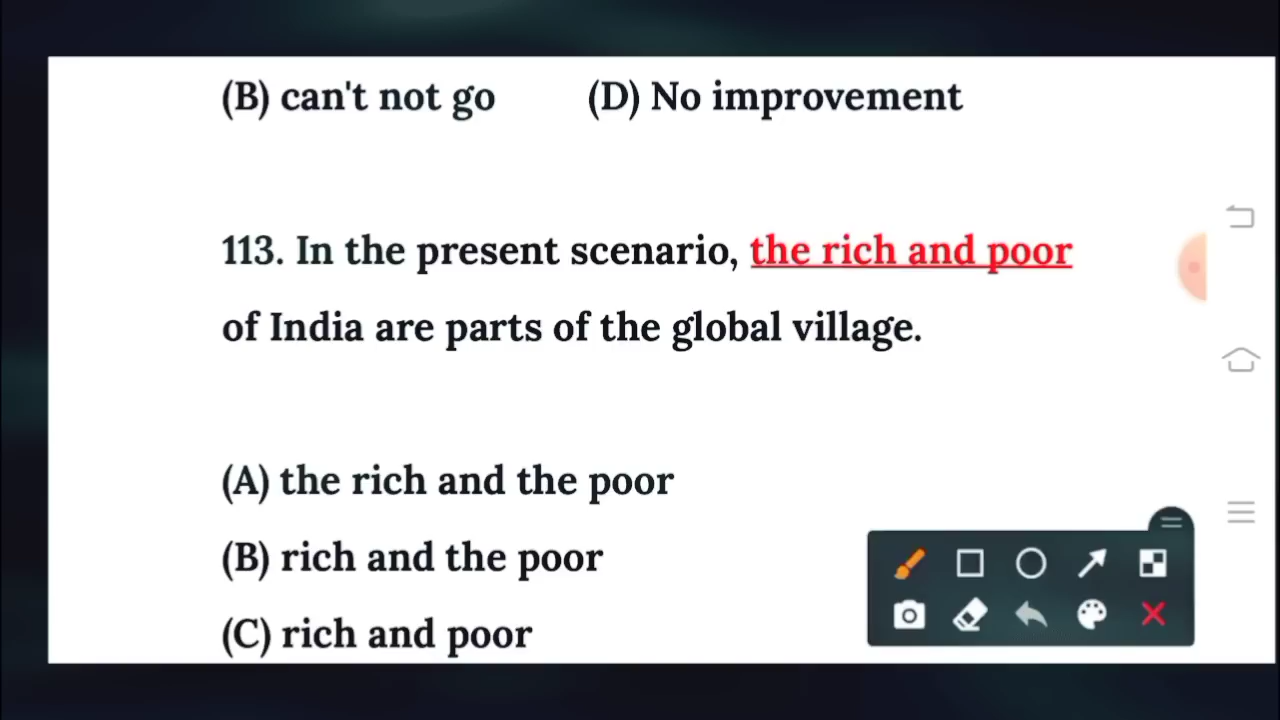 (B) can't not go (D) No improvement
113. In the present scenario, the rich and poor
of India are parts of the global village.
(A) the rich and the poor
(B) rich and the poor
(C) rich and poor